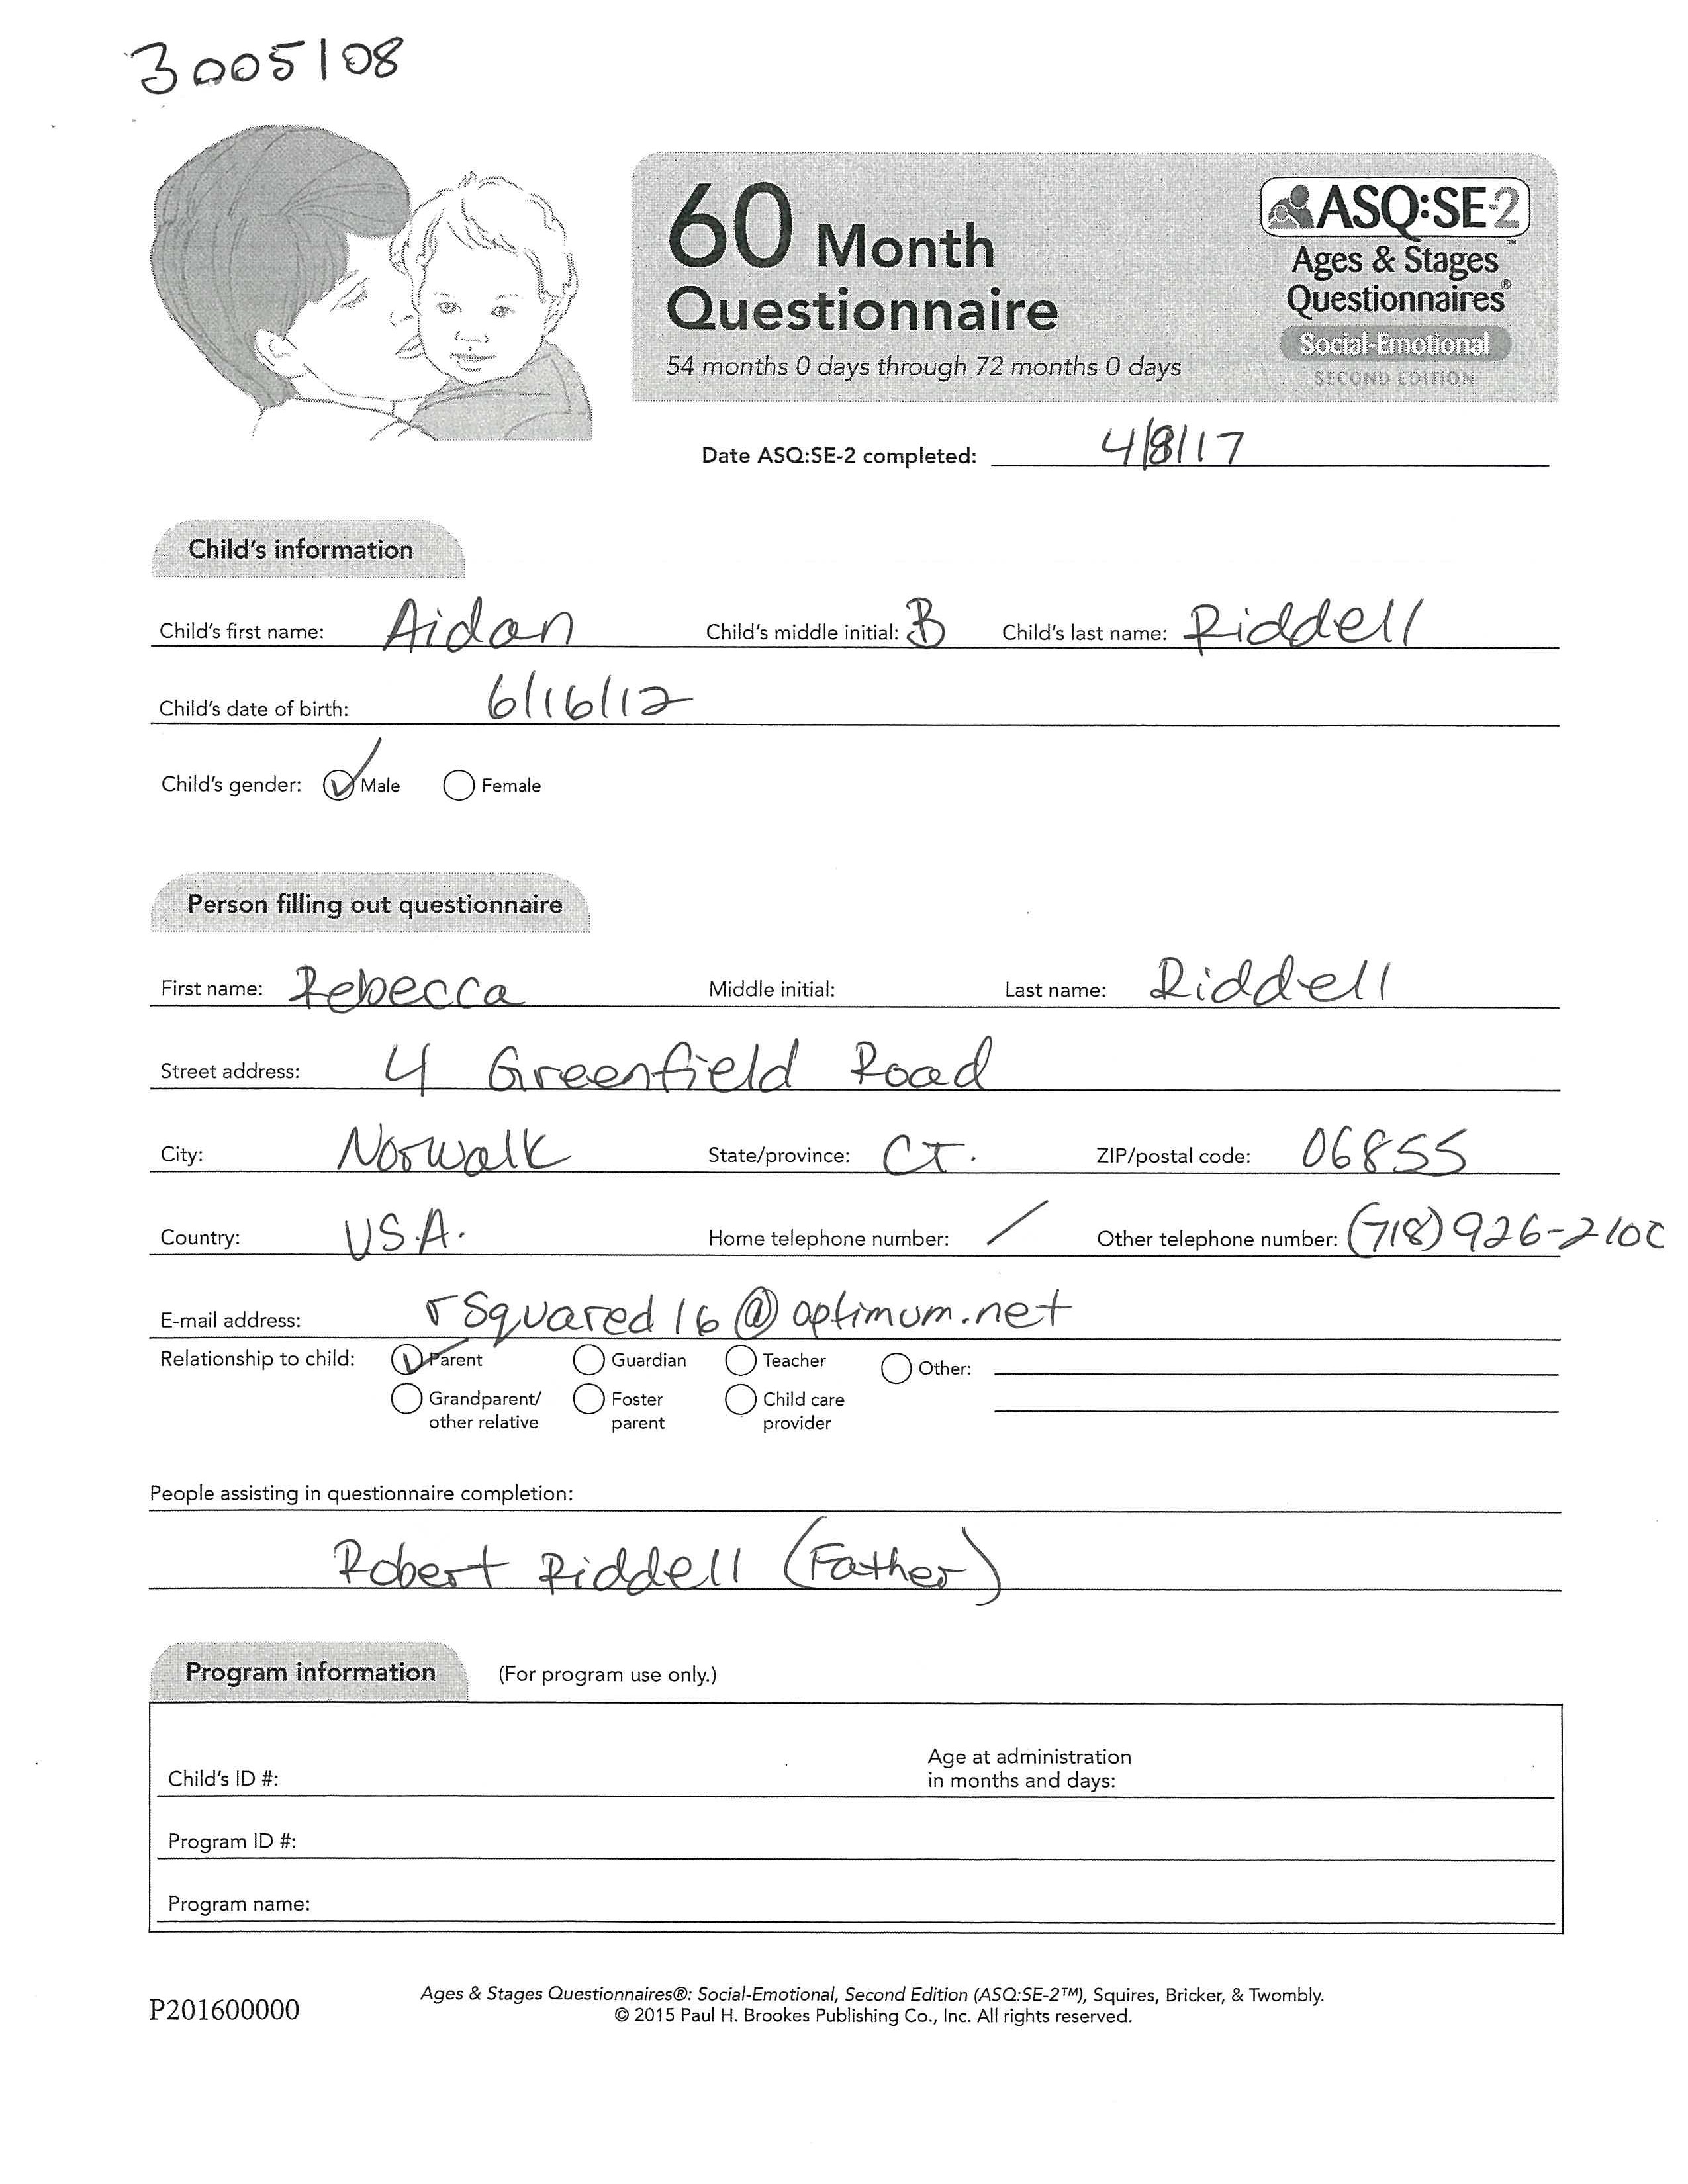 3005108
60 Month
Questionnaire
54 months 0 days through 72 months 0 days
ASQ:SE-2™
Ages & Stages
Questionnaires®
Social-Emotional
SECOND EDITION
Date ASQ:SE-2 completed: 4/8/17
Child's information
Child's first name: Aidan Child's middle initial: B Child's last name: Riddell
Child's date of birth: 6/16/12
Child's gender: Male Female
Person filling out questionnaire
First name: Rebecca Middle initial: Last name: Riddell
Street address: 4 Greenfield Road
City: Norwalk State/province: CT. ZIP/postal code: 06855
Country: USA. Home telephone number: / Other telephone number: (718) 926-210
E-mail address: rsquared16@optimum.net
Relationship to child: Parent Guardian Teacher Other:
Grandparent/ Foster Child care
other relative parent provider
People assisting in questionnaire completion:
Robert Riddell (Father)
Program information (For program use only.)
Age at administration
Child's ID #: in months and days:
Program ID #:
Program name:
P201600000
Ages & Stages Questionnaires®: Social-Emotional, Second Edition (ASQ:SE-2™), Squires, Bricker, & Twombly.
© 2015 Paul H. Brookes Publishing Co., Inc. All rights reserved.